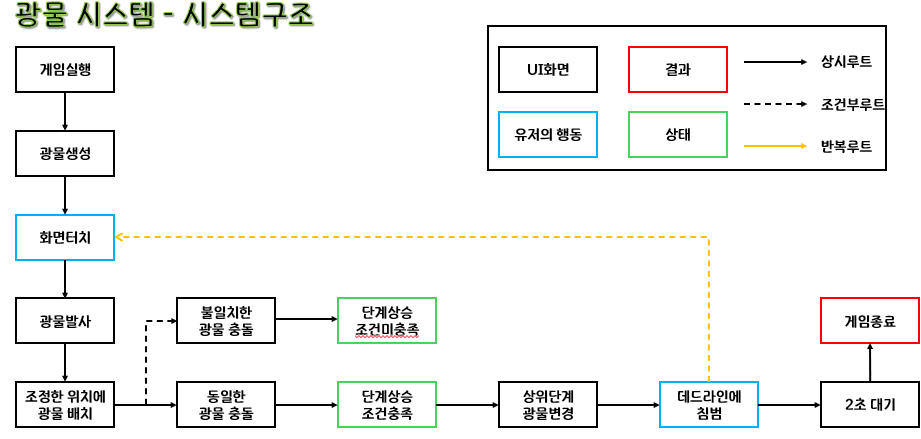 광물 시스템 - 시스템구조
게임실행
광물생성
화면터치
광물발사
조정한 위치에
광물 배치
불일치한
광물 충돌
단계상승
조건미충족
동일한
광물 충돌
단계상승
조건충족
상위단계
광물변경
데드라인에
침범
2초 대기
게임종료
UI화면
결과
상시루트
조건부루트
유저의 행동
상태
반복루트